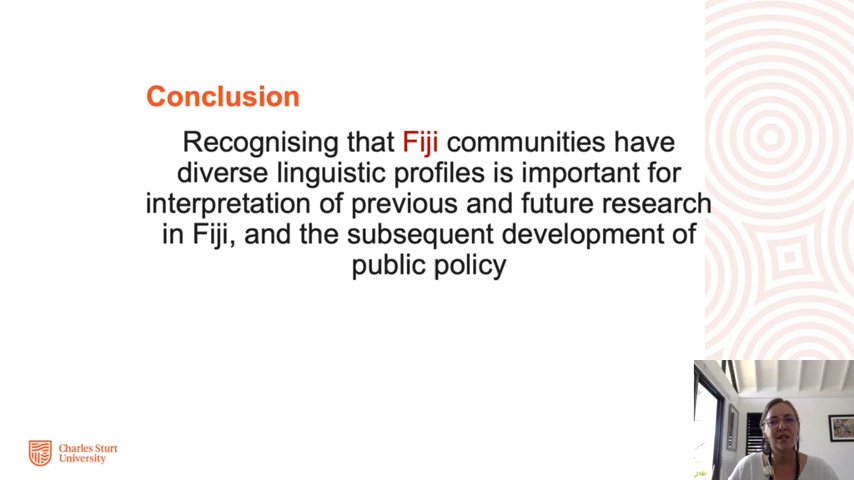 Conclusion
Recognising that Fiji communities have
diverse linguistic profiles is important for
interpretation of previous and future research
in Fiji, and the subsequent development of
public policy
Charles Sturt
University